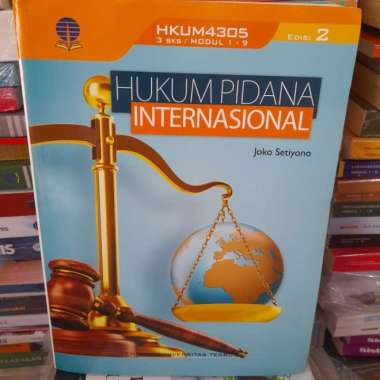 HKUM4305
3 SKS / MODUL 1 - 9
EDISI 2
HUKUM PIDANA
INTERNASIONAL
Joko Setiyono